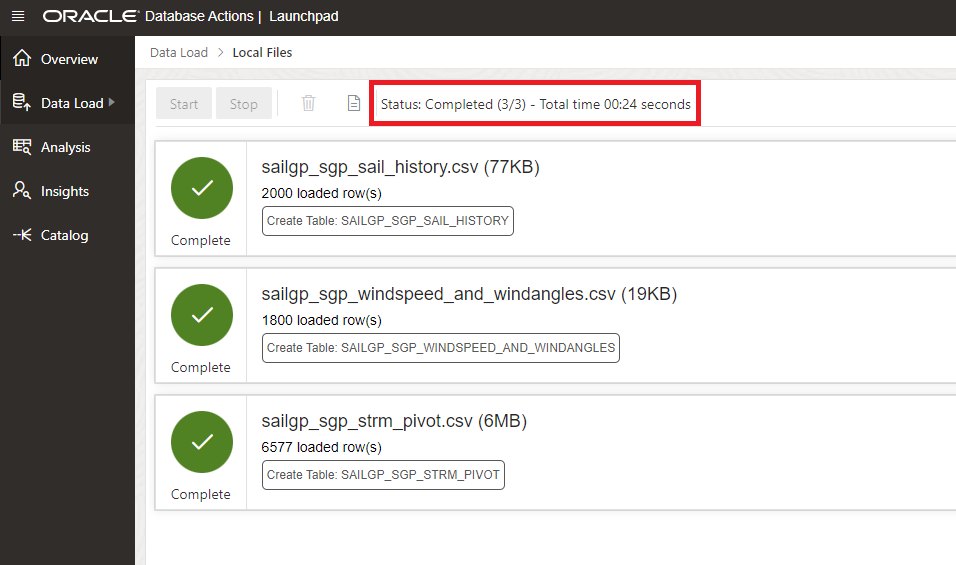 ORACLE Database Actions | Launchpad
Overview
Data Load
Analysis
Insights
Catalog
Data Load > Local Files
Start Stop Status: Completed (3/3) - Total time 00:24 seconds
sailgp_sgp_sail_history.csv (77KB)
2000 loaded row(s)
Create Table: SAILGP_SGP_SAIL_HISTORY
Complete
sailgp_sgp_windspeed_and_windangles.csv (19KB)
1800 loaded row(s)
Create Table: SAILGP_SGP_WINDSPEED_AND_WINDANGLES
Complete
sailgp_sgp_strm_pivot.csv (6MB)
6577 loaded row(s)
Create Table: SAILGP_SGP_STRM_PIVOT
Complete